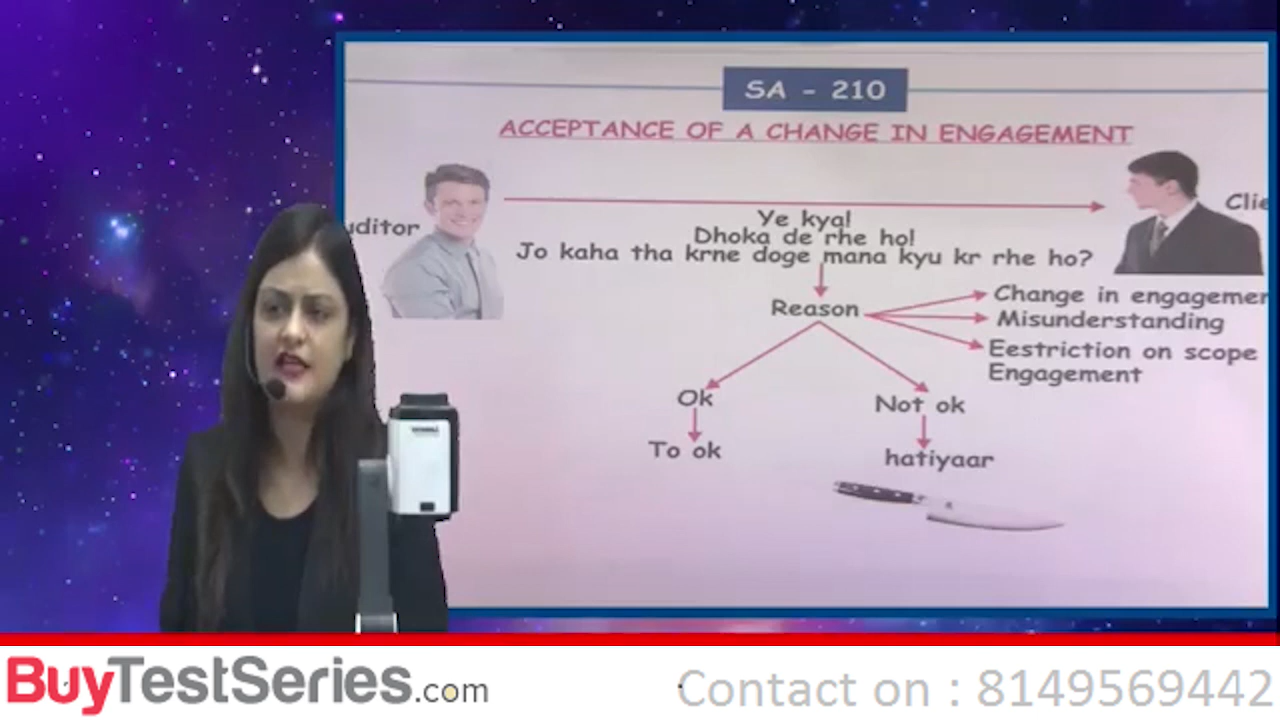 SA - 210
ACCEPTANCE OF A CHANGE IN ENGAGEMENT
uditor
Clie
Ye kya!
Dhoka de rhe ho!
Jo kaha tha krne doge mana kyu kr rhe ho?
Reason
Change in engagemen
Misunderstanding
Eestriction on scope
Engagement
Ok
Not ok
To ok
hatiyaar
BuyTestSeries.com
Contact on : 8149569442